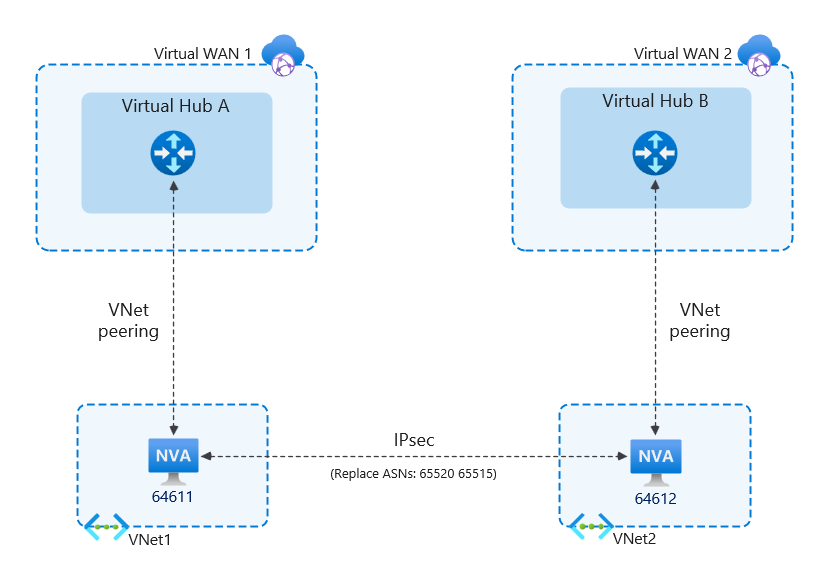 Virtual WAN 1
Virtual WAN 2
Virtual Hub A
Virtual Hub B
VNet
peering
VNet
peering
IPsec
(Replace ASNs: 65520 65515)
NVA
64611
NVA
64612
VNet1
VNet2